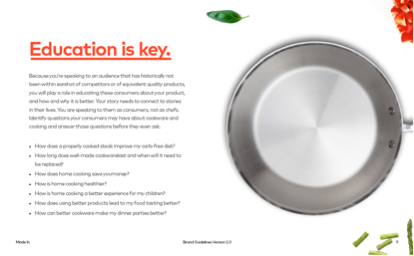 Education is key.
Because you're speaking to an audience that has historically not
been within earshot of competitors or of equivalent quality products,
you will play a role in educating these consumers about your product,
and how and why it is better. Your story needs to connect to stories
in their lives. You are speaking to them as consumers, not as chefs.
Identify questions your consumers may have about cookware and
cooking and answer those questions before they even ask.
• How does a properly cooked steak improve my carb-free diet?
• How long does well-made cookware last and when will it need to
be replaced?
• How does home cooking save you money?
• How is home cooking healthier?
• How is home cooking a better experience for my children?
• How does using better products lead to my food tasting better?
• How can better cookware make my dinner parties better?
Made In
Brand Guidelines Version